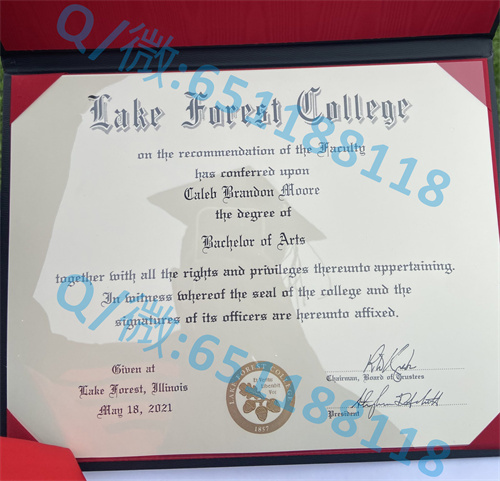 Q/微:651188118
Lake Forest College
on the recommendation of the Faculty
has conferred upon
Caleb Brandon Moore
the degree of
Bachelor of Arts
together with all the rights and privileges thereunto appertaining.
In witness whereof the seal of the college and the
signatures of its officers are hereunto affixed.
Given at
Lake Forest, Illinois
May 18, 2021
LAKE FOREST COLLEGE
1857
Chairman, Board of Trustees
President
Q/微:651188118